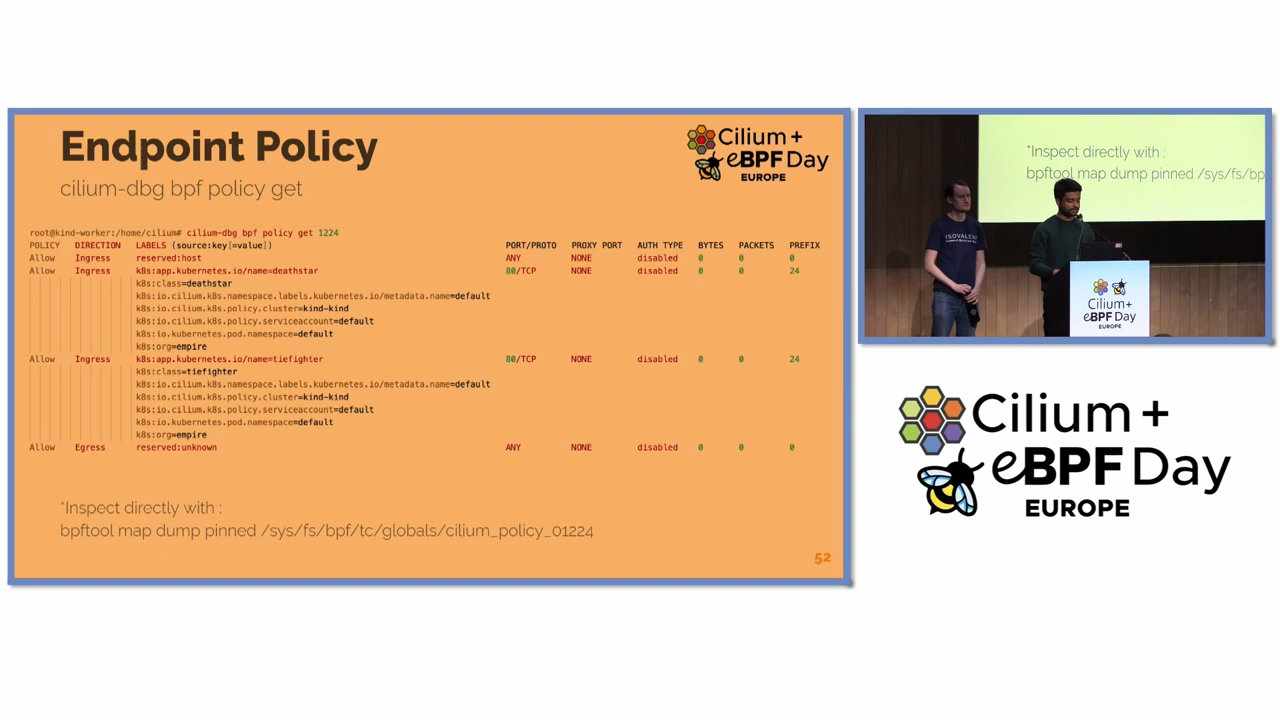 Endpoint Policy
cilium-dbg bpf policy get
Cilium +
eBPF Day
EUROPE
root@kind-worker:/home/cilium# cilium-dbg bpf policy get 1224
POLICY DIRECTION LABELS (source:key[=value]) PORT/PROTO PROXY PORT AUTH TYPE BYTES PACKETS PREFIX
Allow Ingress reserved:host ANY NONE disabled 0 0 0
Allow Ingress k8s:app.kubernetes.io/name=deathstar 80/TCP NONE disabled 0 0 24
k8s:class=deathstar
k8s:io.cilium.k8s.namespace.labels.kubernetes.io/metadata.name=default
k8s:io.cilium.k8s.policy.cluster=kind-kind
k8s:io.cilium.k8s.policy.serviceaccount=default
k8s:io.kubernetes.pod.namespace=default
k8s:org=empire
Allow Ingress k8s:app.kubernetes.io/name=tiefighter 80/TCP NONE disabled 0 0 24
k8s:class=tiefighter
k8s:io.cilium.k8s.namespace.labels.kubernetes.io/metadata.name=default
k8s:io.cilium.k8s.policy.cluster=kind-kind
k8s:io.cilium.k8s.policy.serviceaccount=default
k8s:io.kubernetes.pod.namespace=default
k8s:org=empire
Allow Egress reserved:unknown ANY NONE disabled 0 0 0
*Inspect directly with :
bpftool map dump pinned /sys/fs/bpf/tc/globals/cilium_policy_01224
52
*Inspect directly with :
bpftool map dump pinned /sys/fs/bp
ISOVALENT
Cilium+
eBPF Day
EUROPE
Cilium +
eBPF Day
EUROPE